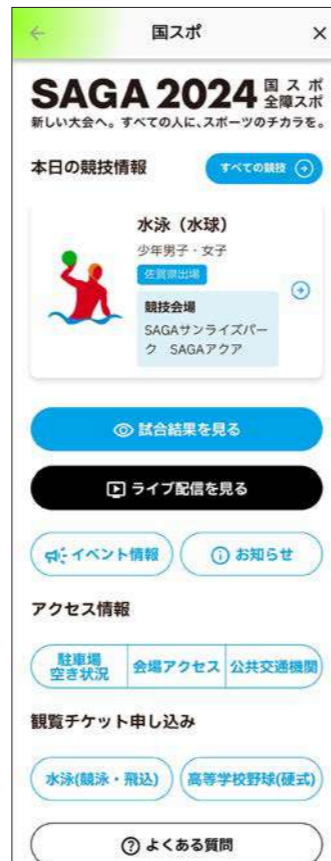 国スポ
SAGA 2024 国スポ 全障スポ
新しい大会へ。すべての人に、スポーツのチカラを。
本日の競技情報
すべての競技
水泳（水球）
少年男子・女子
佐賀県出場
競技会場
SAGAサンライズパー
ク　SAGAアクア
試合結果を見る
ライブ配信を見る
イベント情報
お知らせ
アクセス情報
駐車場
空き状況
会場アクセス
公共交通機関
観覧チケット申し込み
水泳(競泳・飛込)
高等学校野球(硬式)
よくある質問